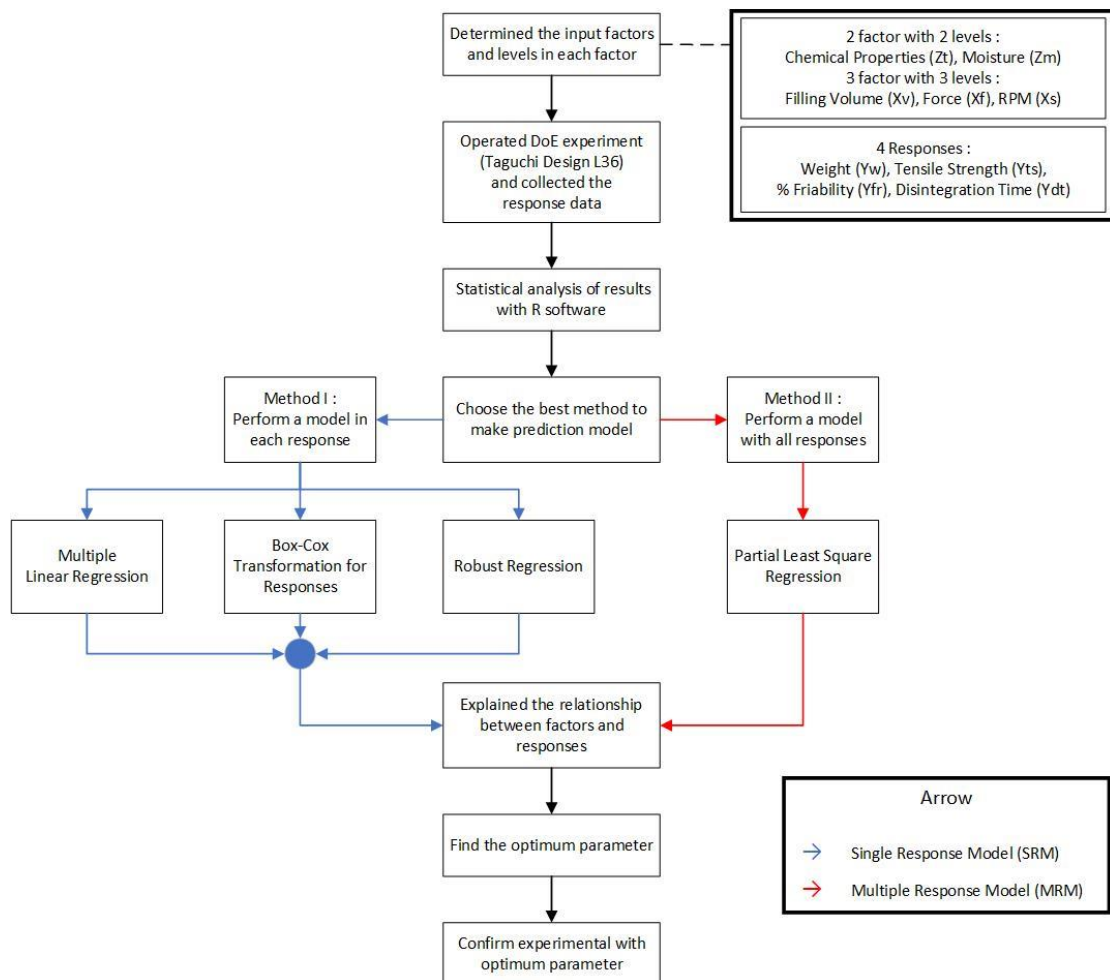 Determined the input factors
and levels in each factor
2 factor with 2 levels :
Chemical Properties (Zt), Moisture (Zm)
3 factor with 3 levels :
Filling Volume (Xv), Force (Xf), RPM (Xs)
4 Responses :
Weight (Yw), Tensile Strength (Yts),
% Friability (Yfr), Disintegration Time (Ydt)
Operated DoE experiment
(Taguchi Design L36)
and collected the
response data
Statistical analysis of results
with R software
Method I :
Perform a model in
each response
Choose the best method to
make prediction model
Method II :
Perform a model
with all responses
Multiple
Linear Regression
Box-Cox
Transformation for
Responses
Robust Regression
Partial Least Square
Regression
Explained the relationship
between factors and
responses
Find the optimum parameter
Confirm experimental with
optimum parameter
Arrow
Single Response Model (SRM)
Multiple Response Model (MRM)